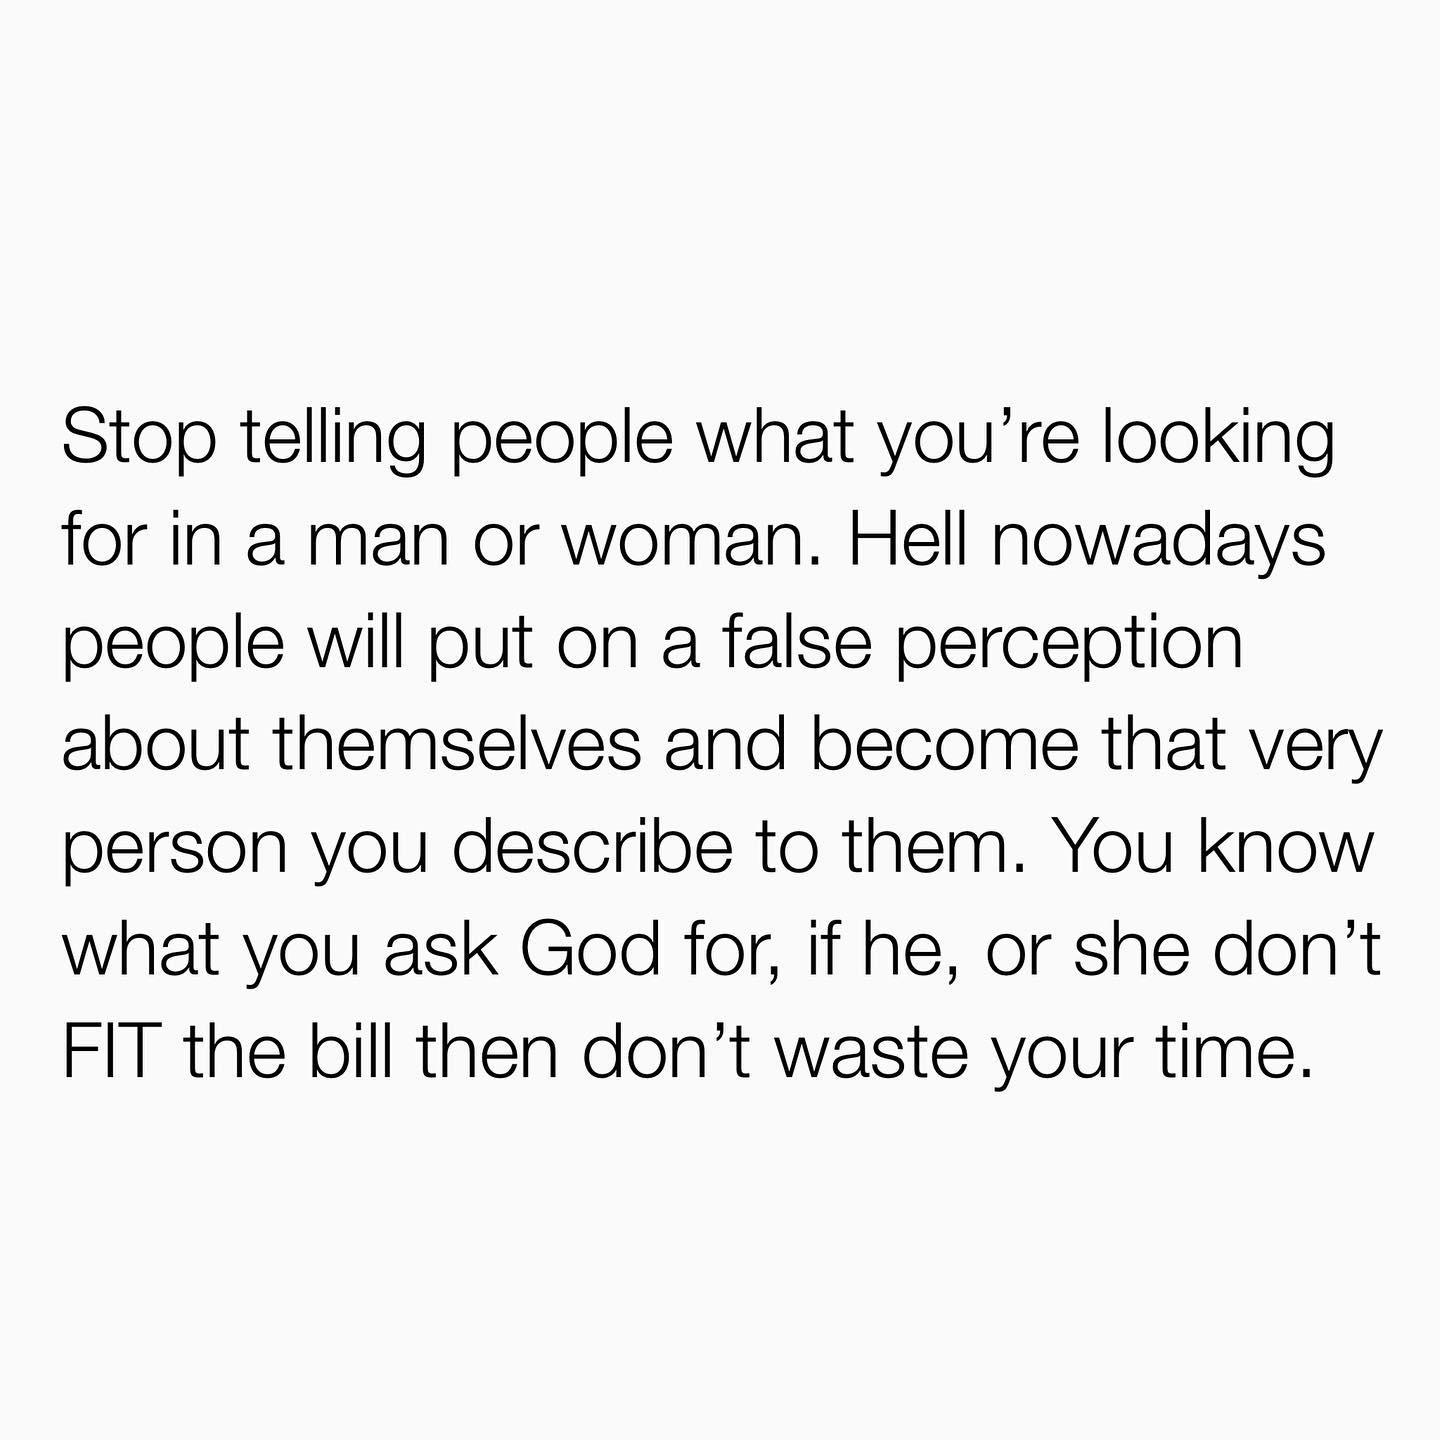 Stop telling people what you’re looking
for in a man or woman. Hell nowadays
people will put on a false perception
about themselves and become that very
person you describe to them. You know
what you ask God for, if he, or she don’t
FIT the bill then don’t waste your time.